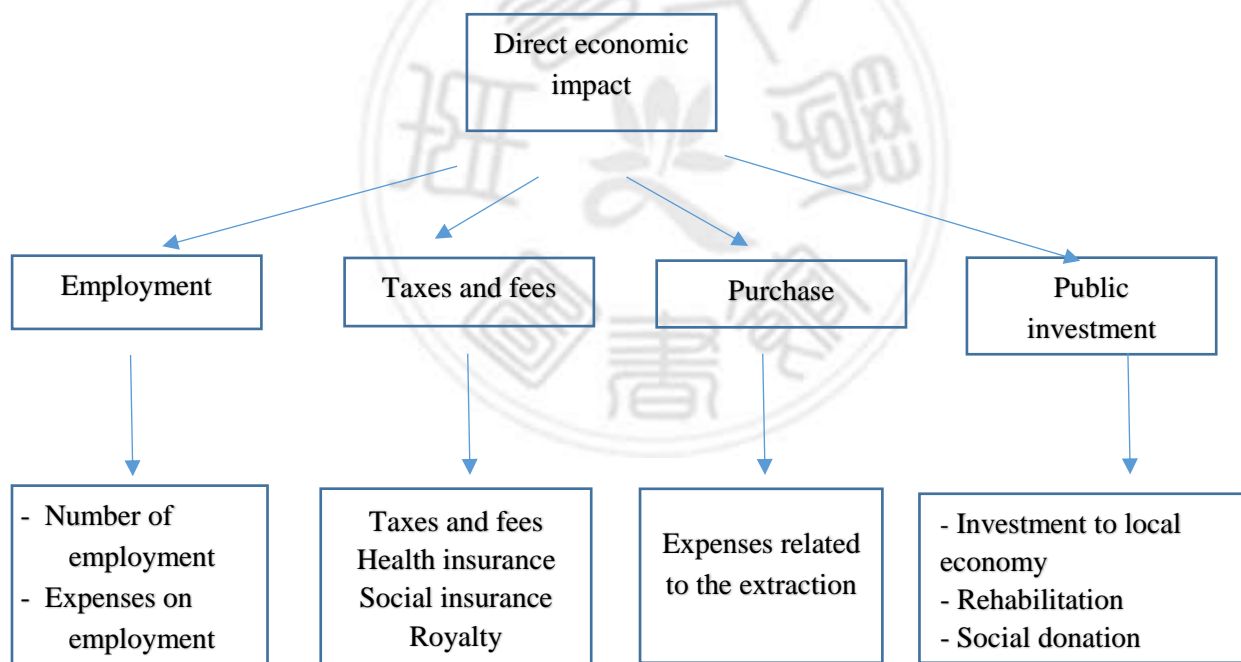 Direct economic
impact
Employment
Taxes and fees
Purchase
Public
investment
- Number of
employment
- Expenses on
employment
Taxes and fees
Health insurance
Social insurance
Royalty
Expenses related
to the extraction
- Investment to local
economy
- Rehabilitation
- Social donation